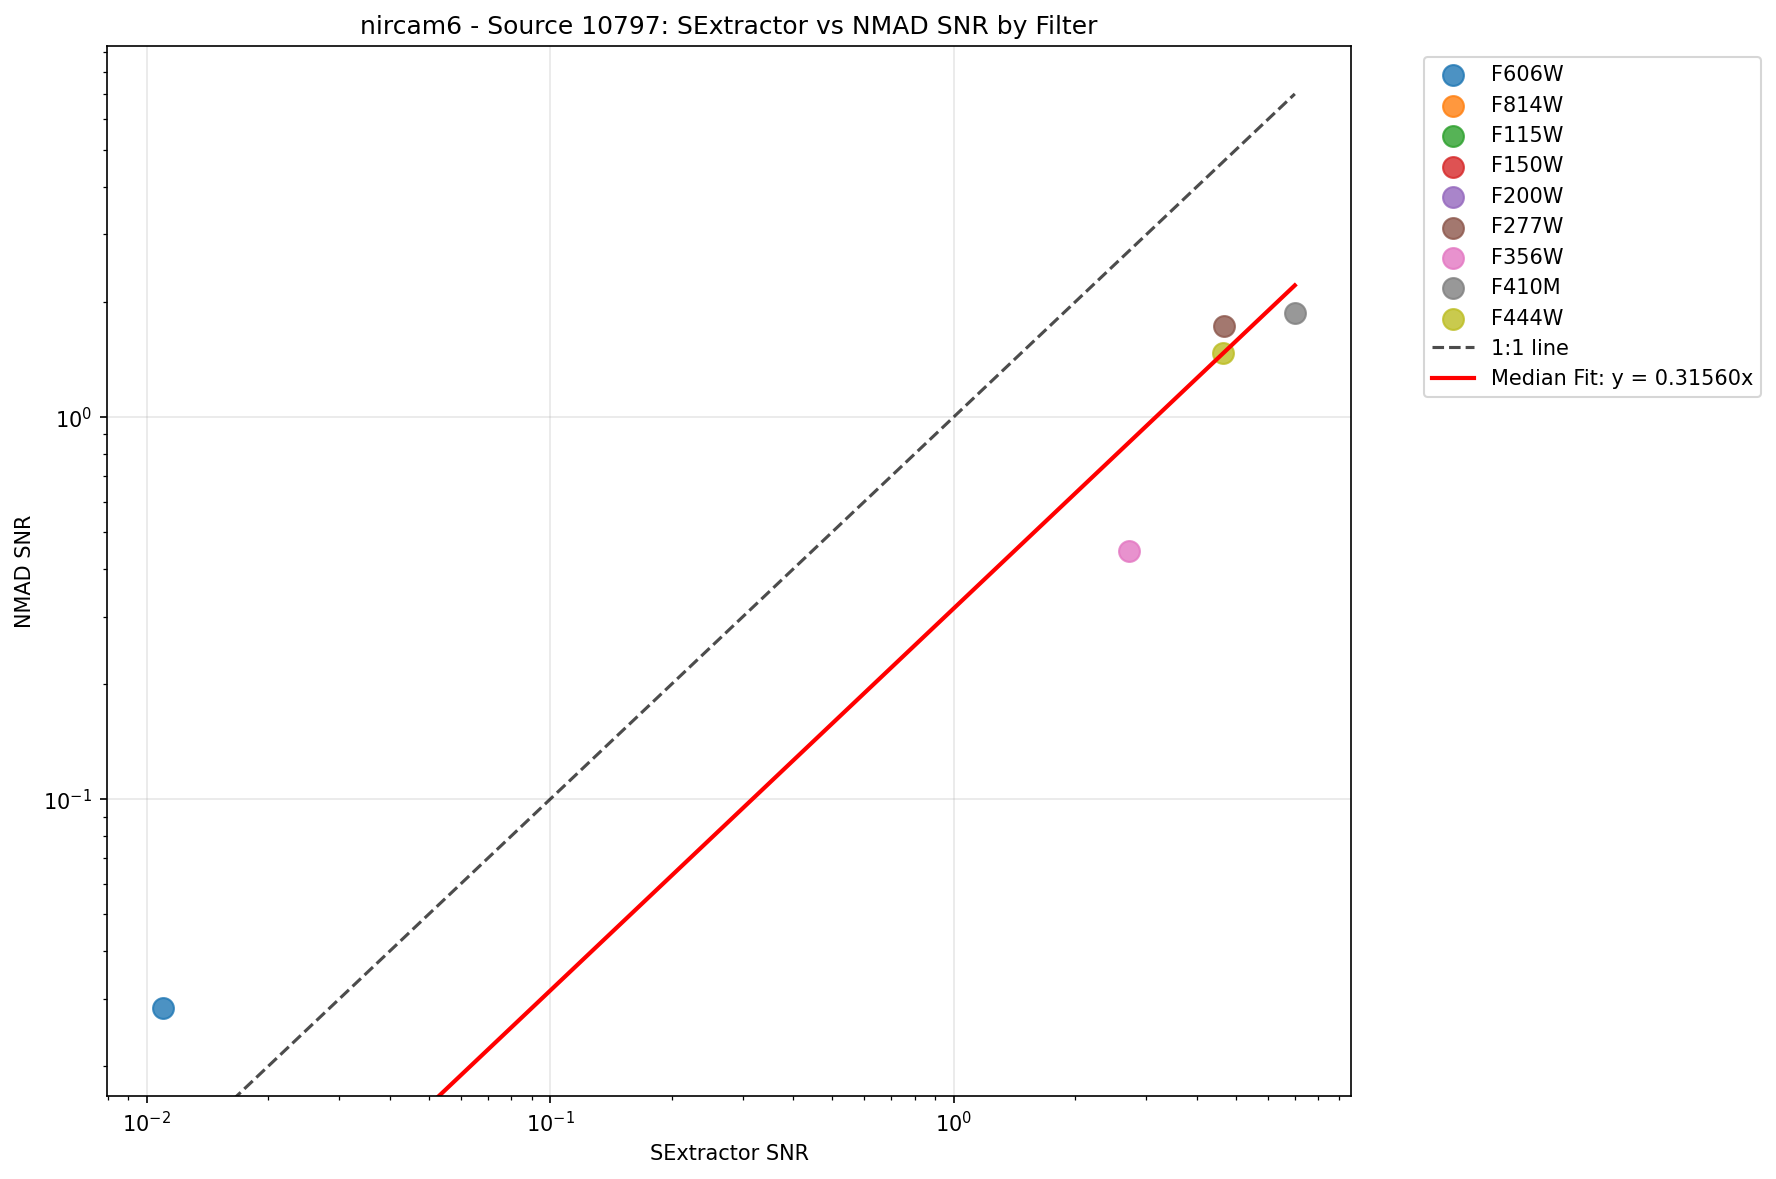 nircam6 - Source 10797: SExtractor vs NMAD SNR by Filter
F606W
F814W
F115W
F150W
F200W
F277W
F356W
F410M
F444W
1:1 line
Median Fit: y = 0.31560x
NMAD SNR
10⁰
10⁻¹
10⁻² 10⁻¹ 10⁰
SExtractor SNR